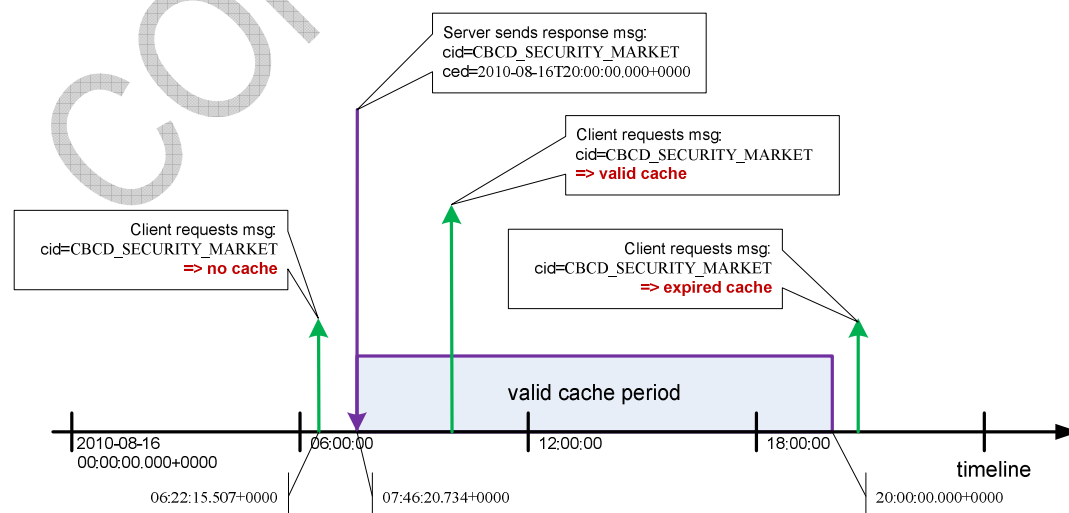 Server sends response msg:
cid=CBCD_SECURITY_MARKET
ced=2010-08-16T20:00:00.000+0000
Client requests msg:
cid=CBCD_SECURITY_MARKET
=> valid cache
Client requests msg:
cid=CBCD_SECURITY_MARKET
=> no cache
Client requests msg:
cid=CBCD_SECURITY_MARKET
=> expired cache
valid cache period
2010-08-16
00:00:00.000+0000
06:00:00
12:00:00
18:00:00
timeline
06:22:15.507+0000
07:46:20.734+0000
20:00:00.000+0000